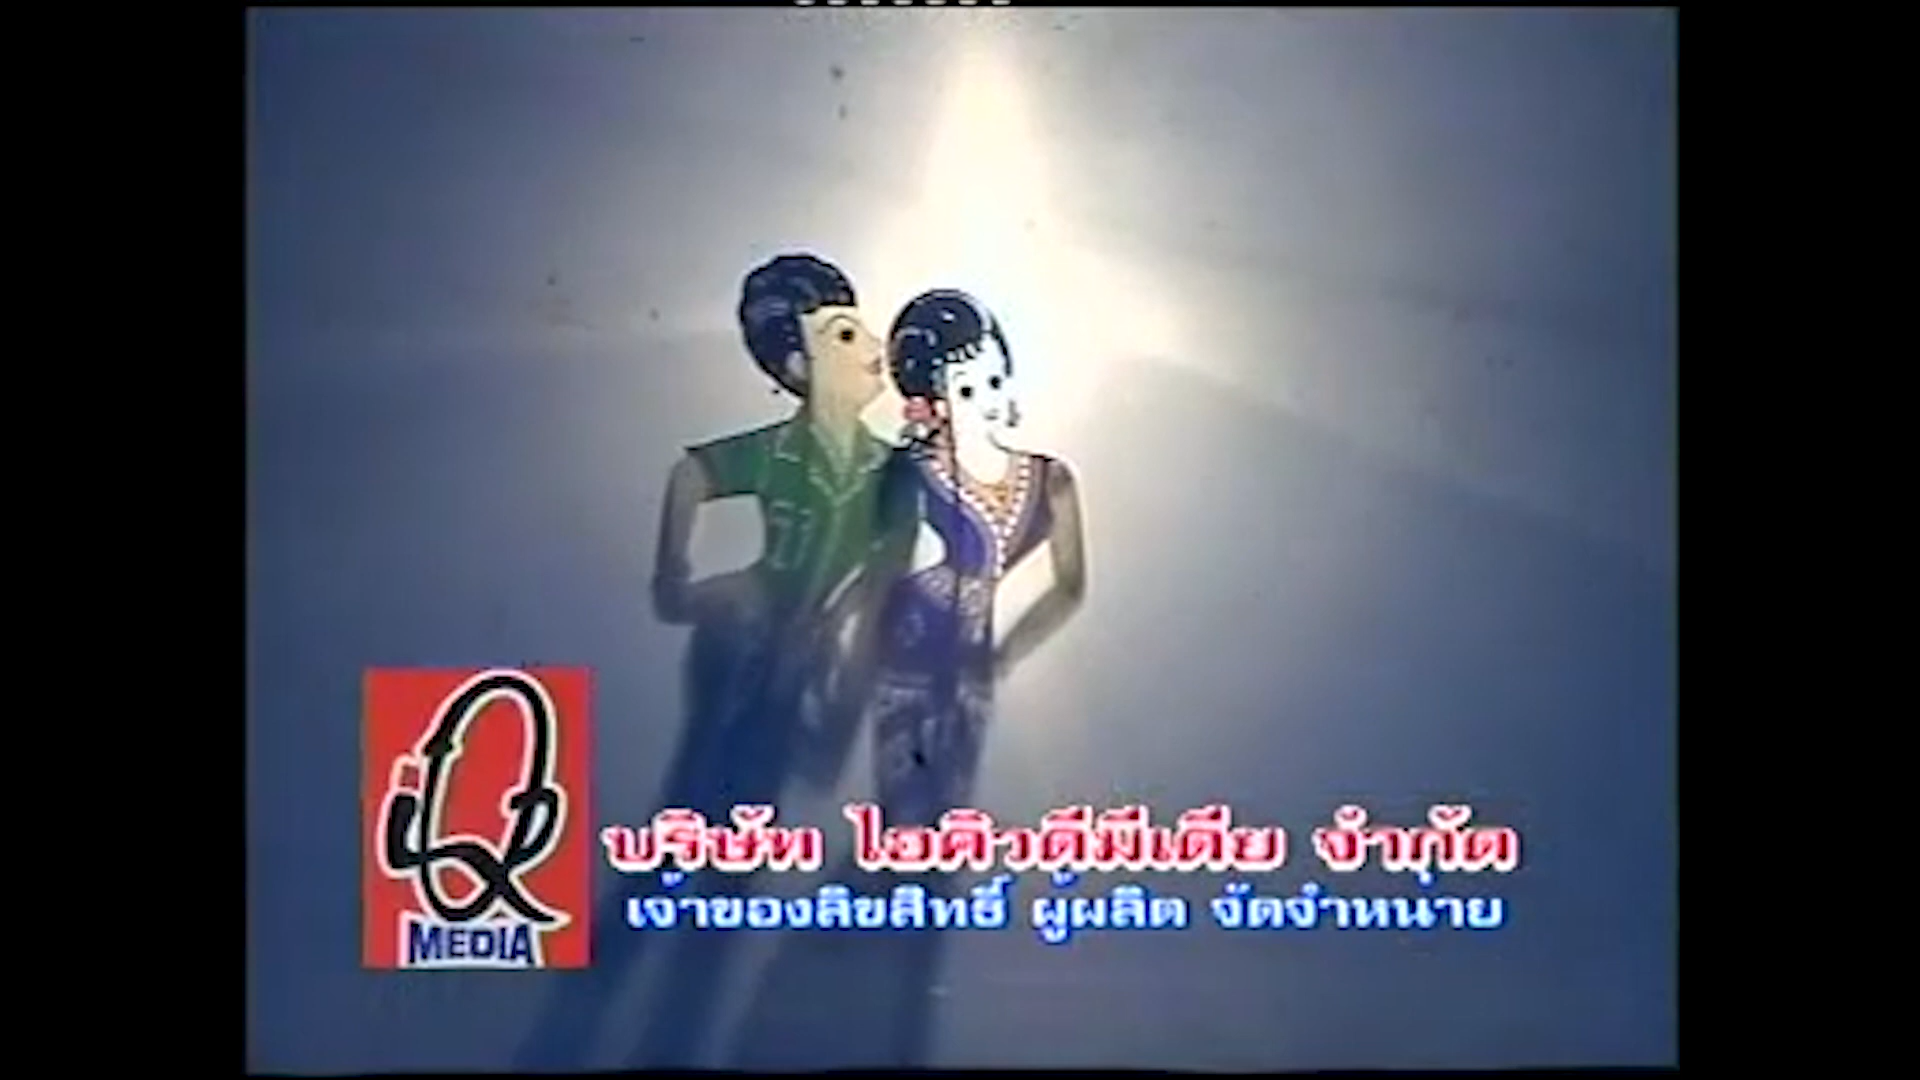 บริษัท ไอคิวดีมีเดีย จำกัด
เจ้าของลิขสิทธิ์ ผู้ผลิต จัดจำหน่าย
MEDIA